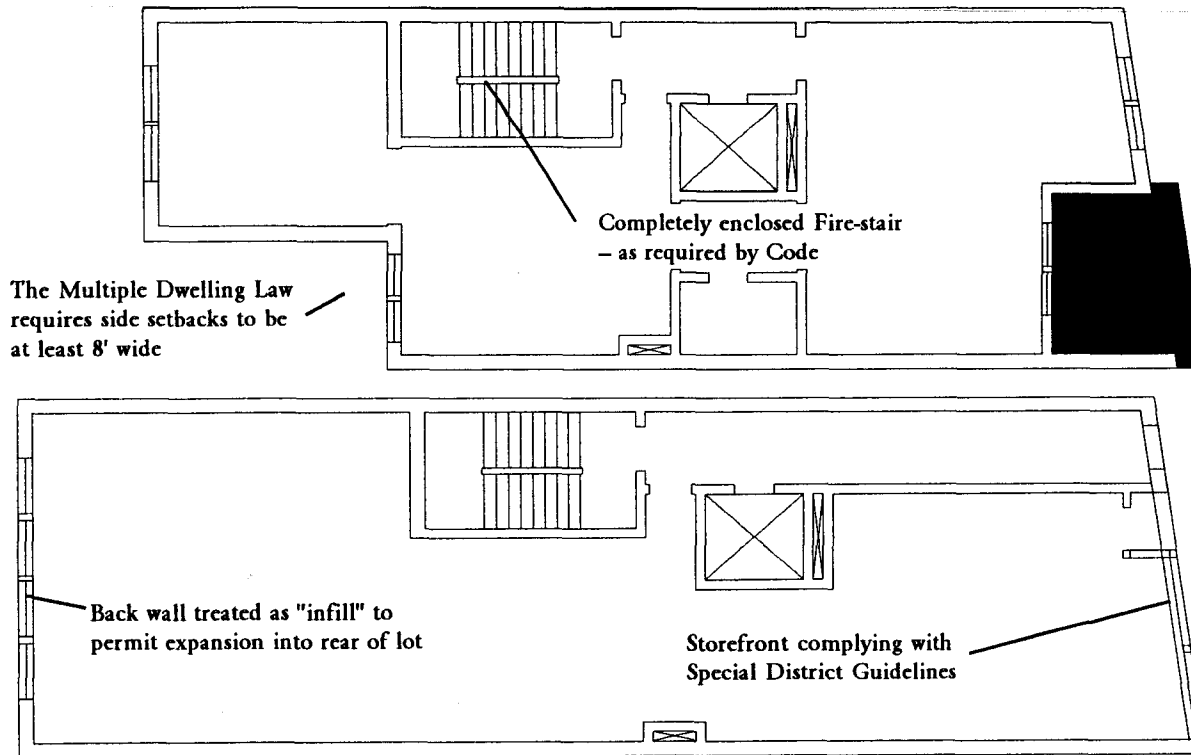 Completely enclosed Fire-stair
– as required by Code
The Multiple Dwelling Law
requires side setbacks to be
at least 8' wide
Back wall treated as "infill" to
permit expansion into rear of lot
Storefront complying with
Special District Guidelines